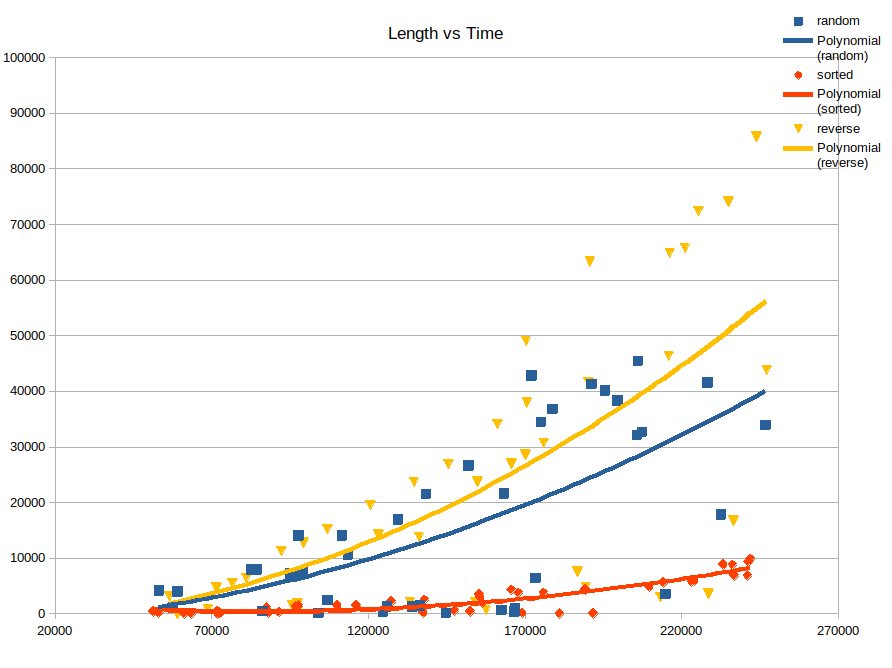 Length vs Time
random
Polynomial
(random)
sorted
Polynomial
(sorted)
reverse
Polynomial
(reverse)
100000
90000
80000
70000
60000
50000
40000
30000
20000
10000
0
20000 70000 120000 170000 220000 270000